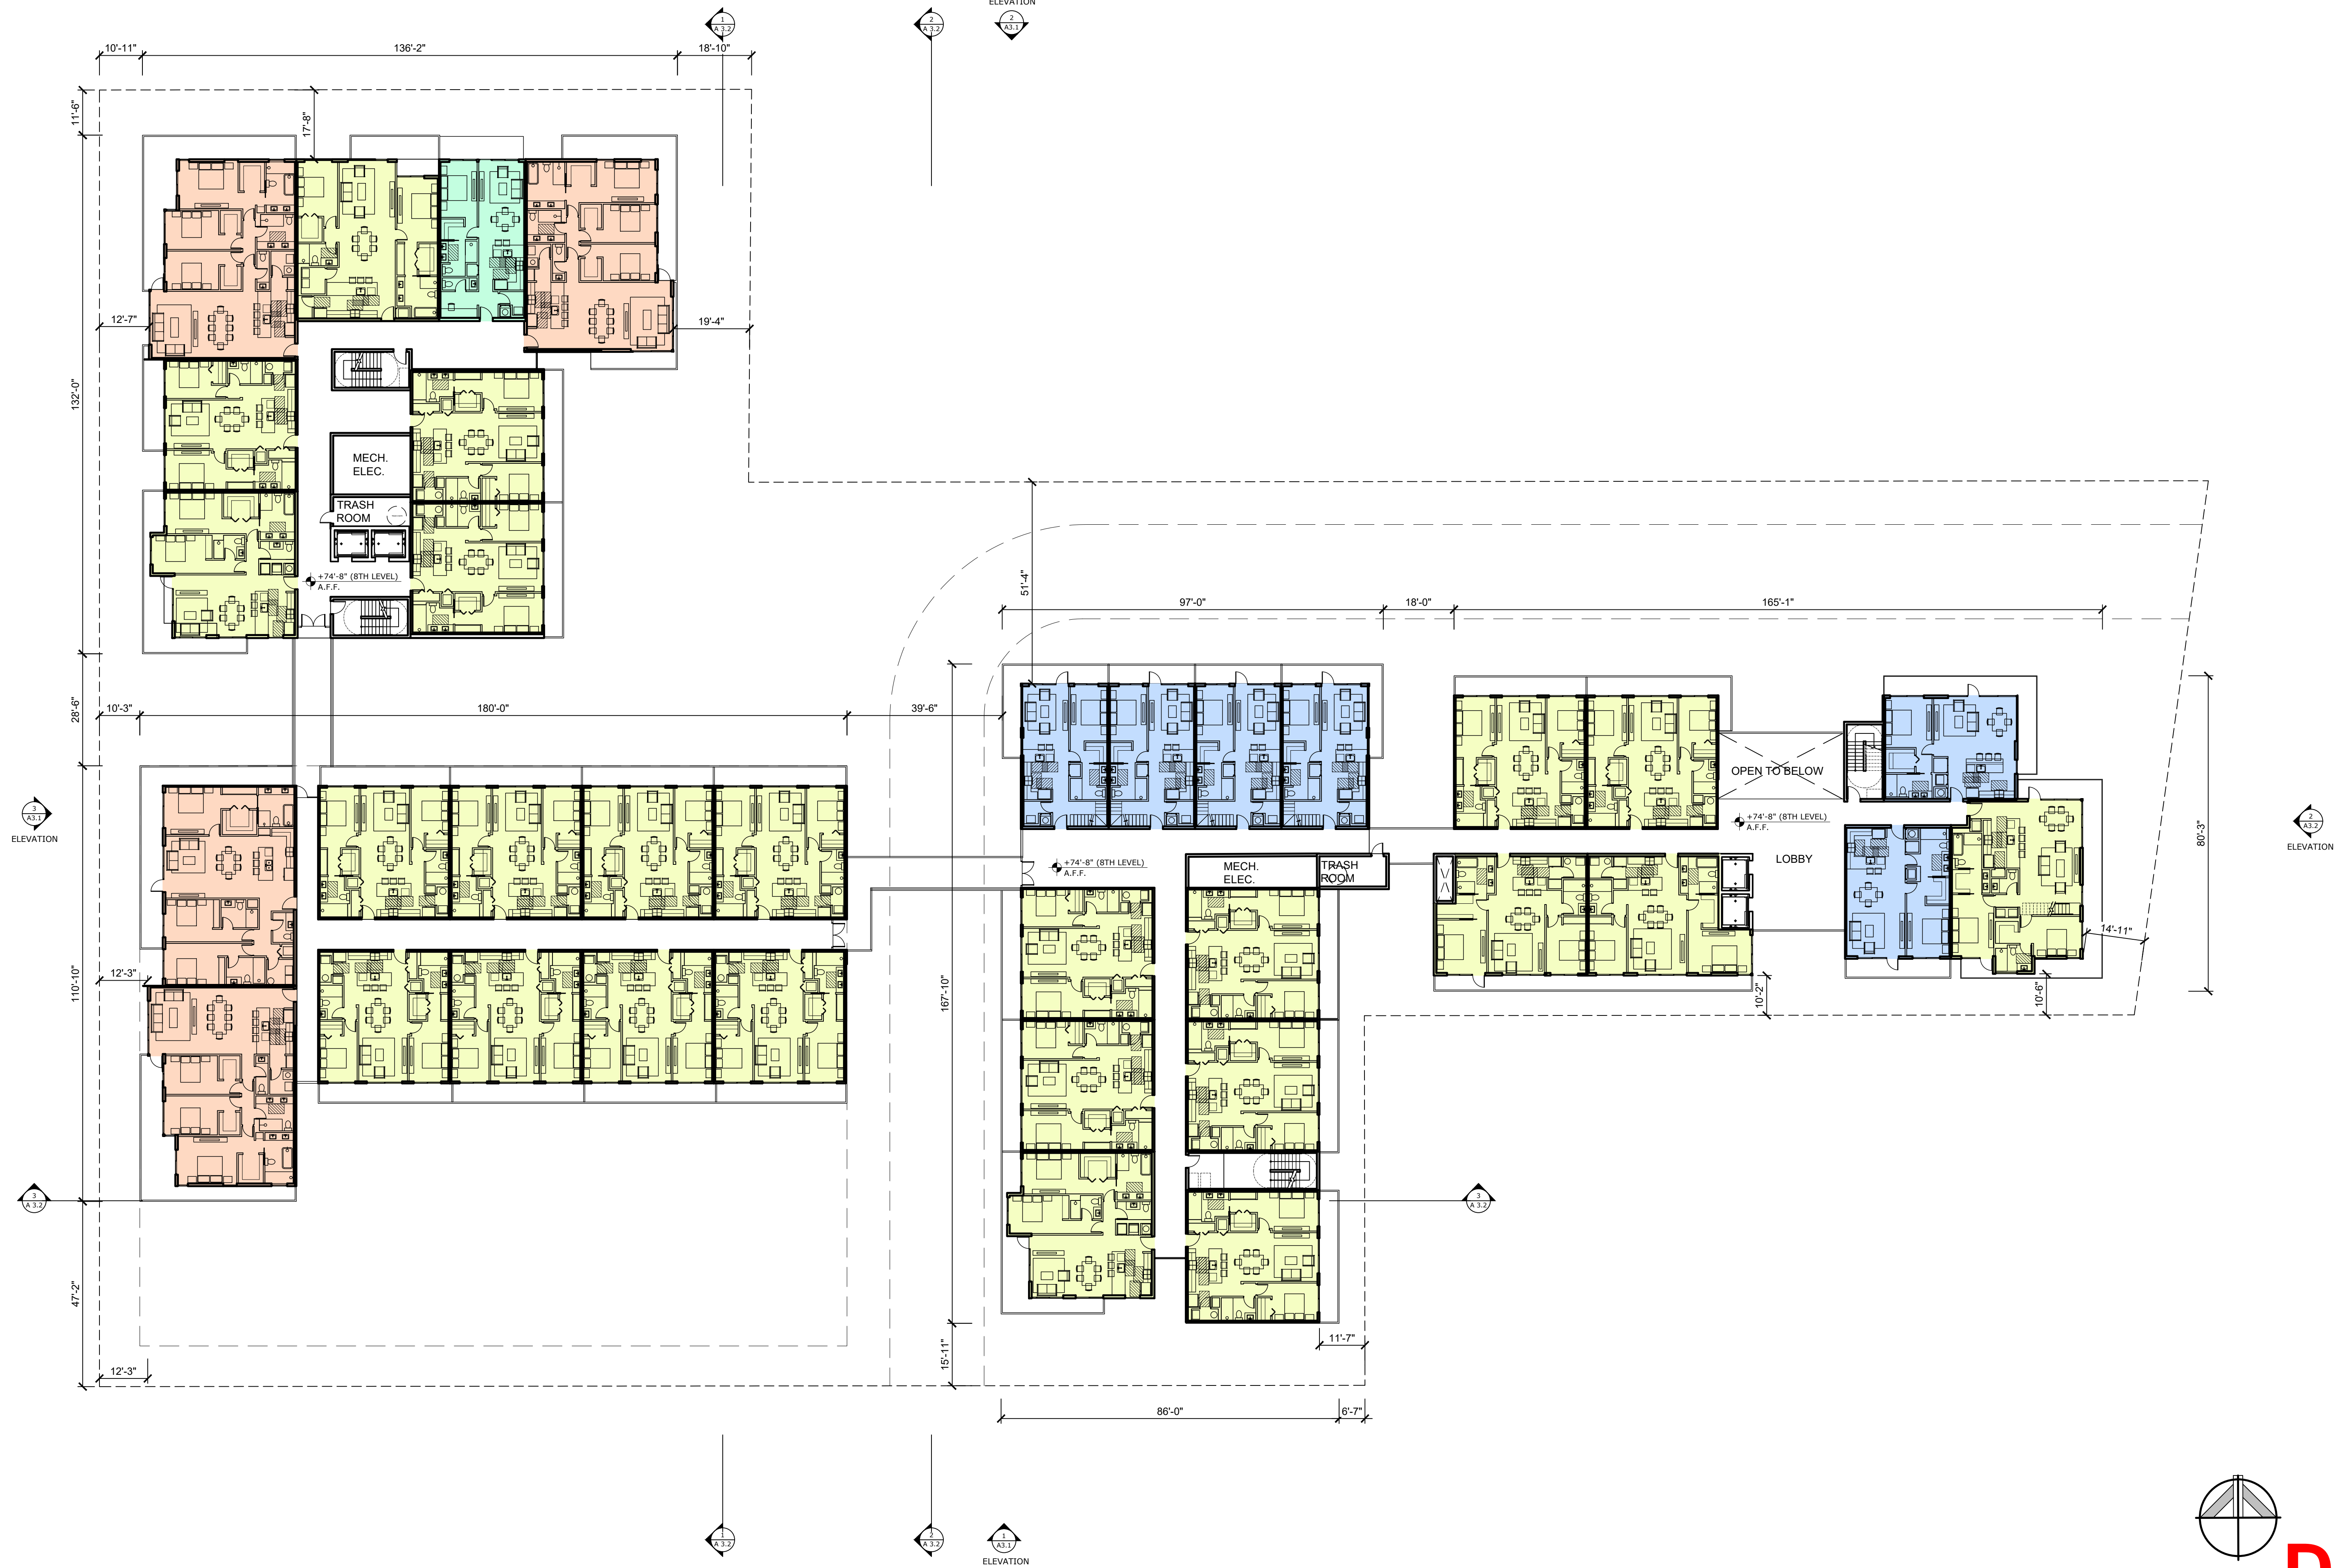 ELEVATION
1
A 3.2
2
A 3.2
2
A3.1
10'-11"
136'-2"
18'-10"
11'-6"
17'-8"
12'-7"
19'-4"
132'-0"
MECH.
ELEC.
TRASH
ROOM
+74'-8" (8TH LEVEL)
A.F.F.
51'-4"
97'-0"
18'-0"
165'-1"
28'-6"
10'-3"
180'-0"
39'-6"
OPEN TO BELOW
3
A3.1
ELEVATION
+74'-8" (8TH LEVEL)
A.F.F.
2
A3.2
ELEVATION
80'-3"
LOBBY
+74'-8" (8TH LEVEL)
A.F.F.
MECH.
ELEC.
TRASH
ROOM
14'-11"
12'-3"
110'-10"
167'-10"
10'-2"
10'-6"
3
A 3.2
3
A 3.2
47'-2"
15'-11"
11'-7"
12'-3"
86'-0"
6'-7"
1
A 3.2
2
A 3.2
1
A3.1
ELEVATION
D